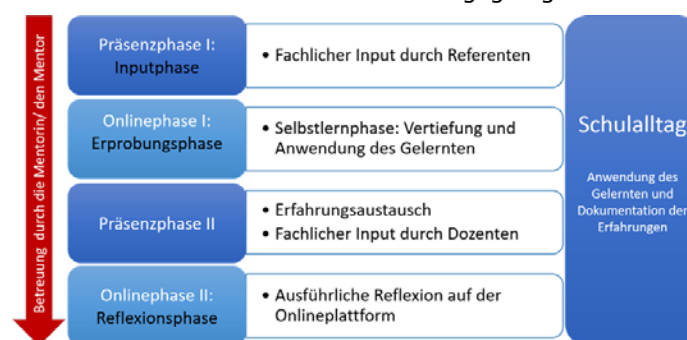 Betreuung durch die Mentorin/ den Mentor
Präsenzphase I:
Inputphase
• Fachlicher Input durch Referenten
Onlinephase I:
Erprobungsphase
• Selbstlernphase: Vertiefung und
Anwendung des Gelernten
Präsenzphase II
• Erfahrungsaustausch
• Fachlicher Input durch Dozenten
Onlinephase II:
Reflexionsphase
• Ausführliche Reflexion auf der
Onlineplattform
Schulalltag
Anwendung des
Gelernten und
Dokumentation der
Erfahrungen